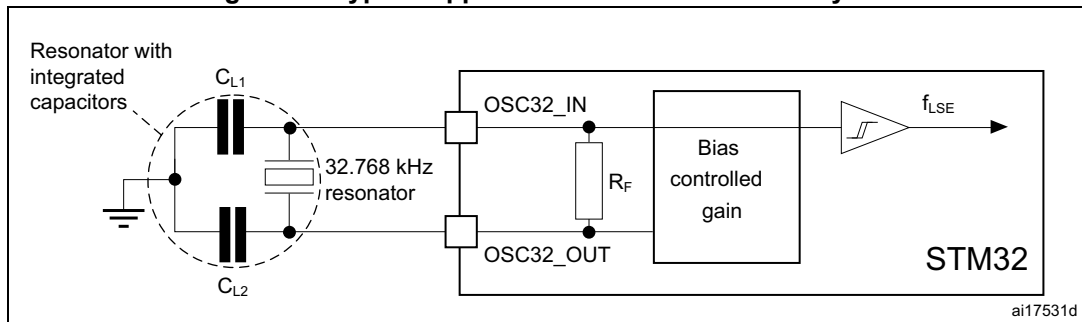 Resonator with
integrated
capacitors
CL1
OSC32_IN
fLSE
Bias
controlled
gain
32.768 kHz
resonator
RF
OSC32_OUT
STM32
CL2
ai17531d